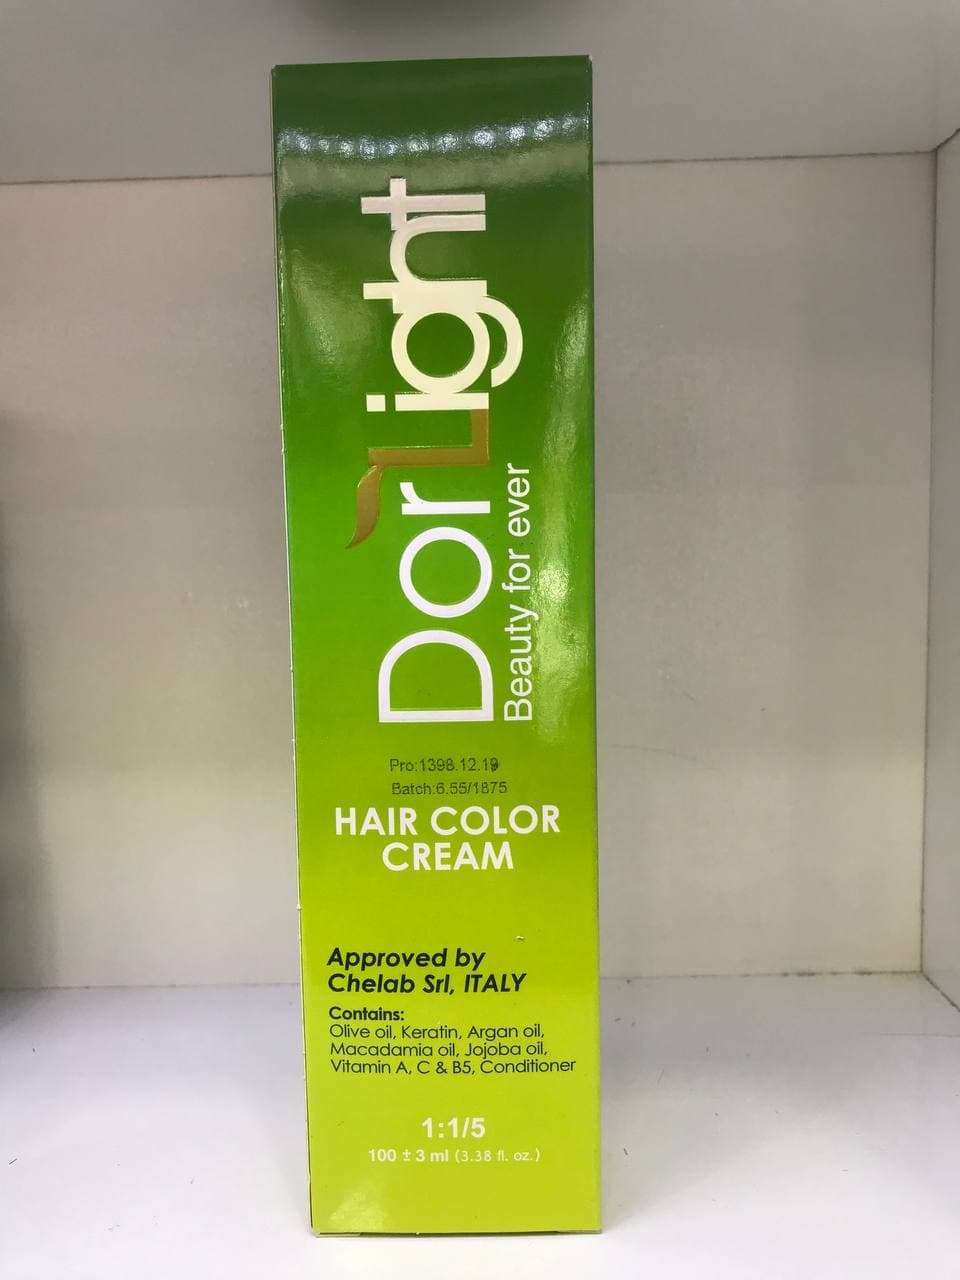 DorLight
Beauty for ever
Pro:1398.12.19
Batch:6.55/1875
HAIR COLOR
CREAM
Approved by
Chelab Srl, ITALY
Contains:
Olive oil, Keratin, Argan oil,
Macadamia oil, Jojoba oil,
Vitamin A, C & B5, Conditioner
1:1/5
100 ± 3 ml (3.38 fl. oz.)